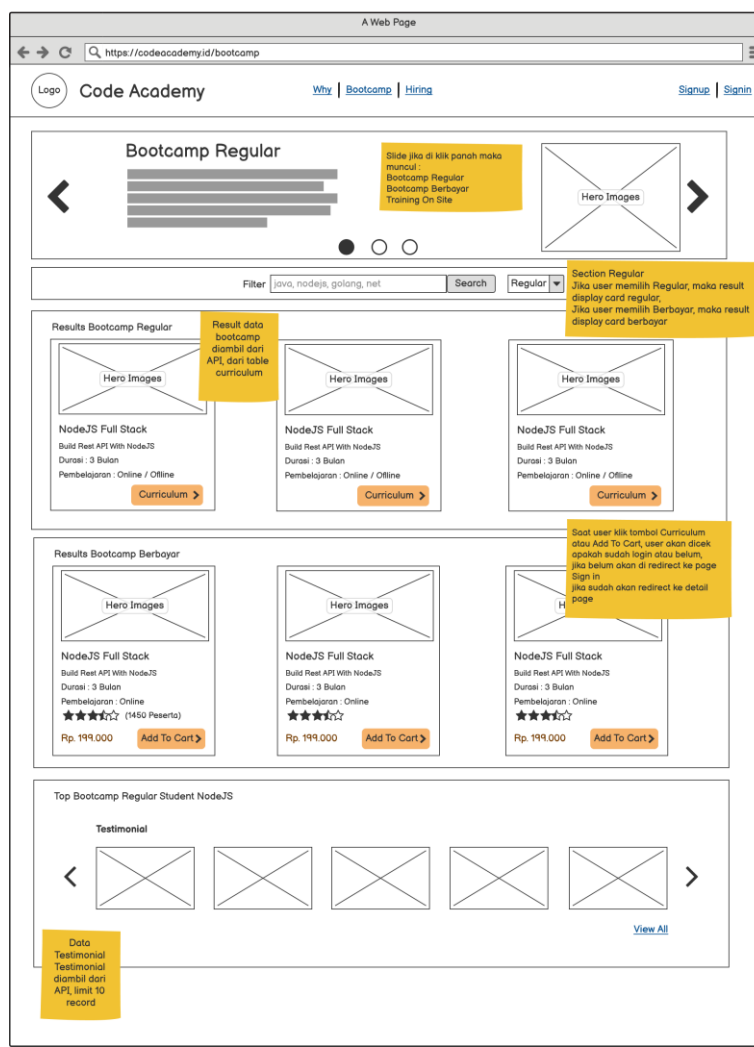 A Web Page
https://codeacademy.id/bootcamp
Logo
Code Academy
Why | Bootcamp | Hiring
Signup | Signin
Bootcamp Regular
Slide jika di klik panah maka
muncul :
Bootcamp Regular
Bootcamp Berbayar
Training On Site
Hero Images
Filter
java, nodejs, golang, net
Search
Regular
Section Regular
Jika user memilih Regular, maka result
display card regular,
Jika user memilih Berbayar, maka result
display card berbayar
Results Bootcamp Regular
Result data
bootcamp
diambil dari
API, dari table
curriculum
Hero Images
NodeJS Full Stack
Build Rest API With NodeJS
Durasi : 3 Bulan
Pembelajaran : Online / Offline
Curriculum
Hero Images
NodeJS Full Stack
Build Rest API With NodeJS
Durasi : 3 Bulan
Pembelajaran : Online / Offline
Curriculum
Hero Images
NodeJS Full Stack
Build Rest API With NodeJS
Durasi : 3 Bulan
Pembelajaran : Online / Offline
Curriculum
Saat user klik tombol Curriculum
atau Add To Cart, user akan dicek
apakah sudah login atau belum,
jika belum akan di redirect ke page
Sign in
jika sudah akan redirect ke detail
page
Results Bootcamp Berbayar
Hero Images
NodeJS Full Stack
Build Rest API With NodeJS
Durasi : 3 Bulan
Pembelajaran : Online
(1450 Peserta)
Rp. 199.000
Add To Cart
Hero Images
NodeJS Full Stack
Build Rest API With NodeJS
Durasi : 3 Bulan
Pembelajaran : Online
Rp. 199.000
Add To Cart
H
NodeJS Full Stack
Build Rest API With NodeJS
Durasi : 3 Bulan
Pembelajaran : Online
Rp. 199.000
Add To Cart
Top Bootcamp Regular Student NodeJS
Testimonial
View All
Data
Testimonial
Testimonial
diambil dari
API, limit 10
record